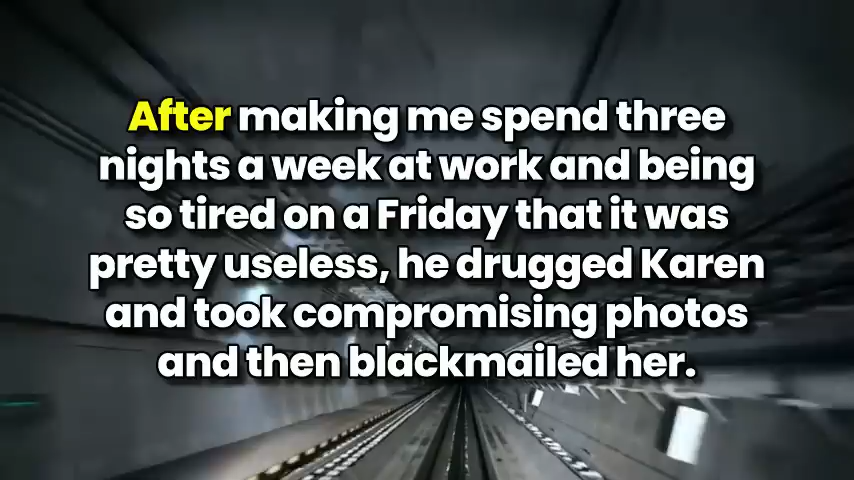 After making me spend three
nights a week at work and being
so tired on a Friday that it was
pretty useless, he drugged Karen
and took compromising photos
and then blackmailed her.